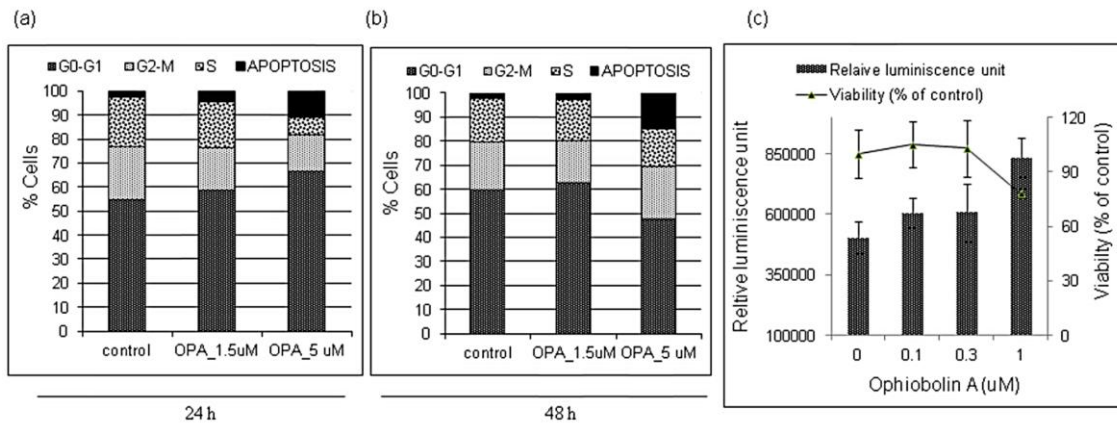 (a)
G0-G1 G2-M S APOPTOSIS
% Cells
100
90
80
70
60
50
40
30
20
10
0
control OPA_1.5uM OPA_5 uM
24 h
(b)
G0-G1 G2-M S APOPTOSIS
% Cells
100
90
80
70
60
50
40
30
20
10
0
control OPA_1.5uM OPA_5 uM
48 h
(c)
Relaive luminiscence unit
Viability (% of control)
Reltive luminiscence unit
850000
600000
350000
100000
120
90
60
30
0
Viabilty (% of control)
0 0.1 0.3 1
Ophiobolin A (uM)